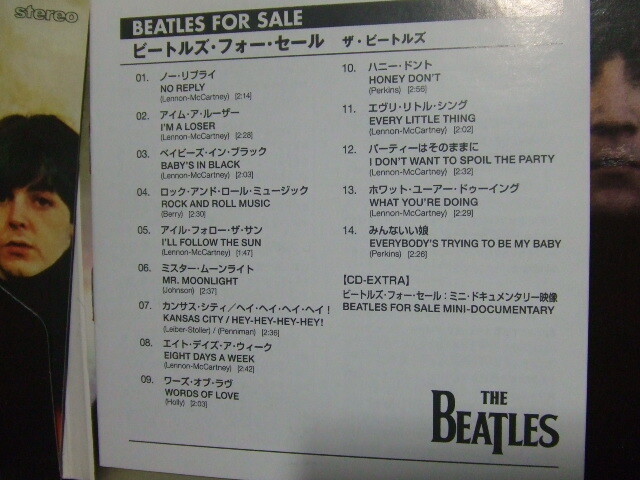 stereo
BEATLES FOR SALE
ビートルズ・フォー・セール ザ・ビートルズ
01. ノー・リプライ
NO REPLY
(Lennon-McCartney) [2:14]
02. アイム・ア・ルーザー
I'M A LOSER
(Lennon-McCartney) [2:28]
03. ベイビーズ・イン・ブラック
BABY'S IN BLACK
(Lennon-McCartney) [2:03]
04. ロック・アンド・ロール・ミュージック
ROCK AND ROLL MUSIC
(Berry) [2:30]
05. アイル・フォロー・ザ・サン
I'LL FOLLOW THE SUN
(Lennon-McCartney) [1:47]
06. ミスター・ムーンライト
MR. MOONLIGHT
(Johnson) [2:37]
07. カンサス・シティ/ヘイ・ヘイ・ヘイ・ヘイ!
KANSAS CITY / HEY-HEY-HEY-HEY!
(Leiber-Stoller) / (Penniman) [2:36]
08. エイト・デイズ・ア・ウィーク
EIGHT DAYS A WEEK
(Lennon-McCartney) [2:42]
09. ワーズ・オブ・ラヴ
WORDS OF LOVE
(Holly) [2:03]
10. ハニー・ドント
HONEY DON'T
(Perkins) [2:56]
11. エヴリ・リトル・シング
EVERY LITTLE THING
(Lennon-McCartney) [2:02]
12. パーティーはそのままに
I DON'T WANT TO SPOIL THE PARTY
(Lennon-McCartney) [2:32]
13. ホワット・ユーアー・ドゥーイング
WHAT YOU'RE DOING
(Lennon-McCartney) [2:29]
14. みんないい娘
EVERYBODY'S TRYING TO BE MY BABY
(Perkins) [2:26]
[CD-EXTRA]
ビートルズ・フォー・セール:ミニ・ドキュメンタリー映像
BEATLES FOR SALE MINI-DOCUMENTARY
THE
BEATLES